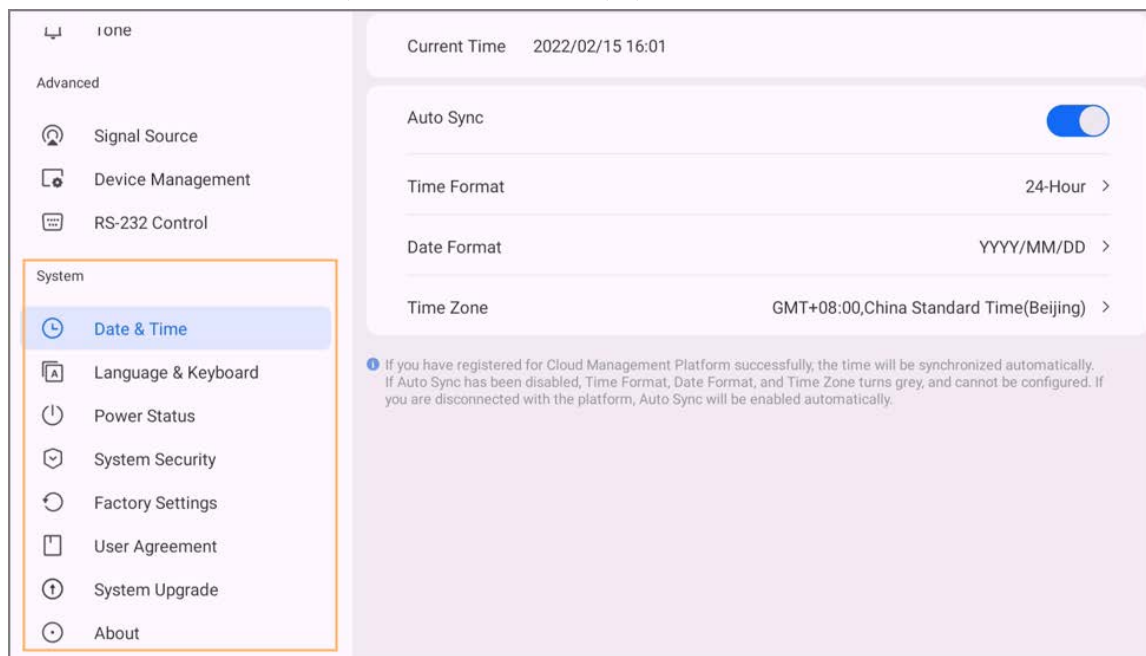 Tone
Advanced
Signal Source
Device Management
RS-232 Control
System
Date & Time
Language & Keyboard
Power Status
System Security
Factory Settings
User Agreement
System Upgrade
About
Current Time 2022/02/15 16:01
Auto Sync
Time Format 24-Hour
Date Format YYYY/MM/DD
Time Zone GMT+08:00,China Standard Time(Beijing)
If you have registered for Cloud Management Platform successfully, the time will be synchronized automatically.
If Auto Sync has been disabled, Time Format, Date Format, and Time Zone turns grey, and cannot be configured. If
you are disconnected with the platform, Auto Sync will be enabled automatically.